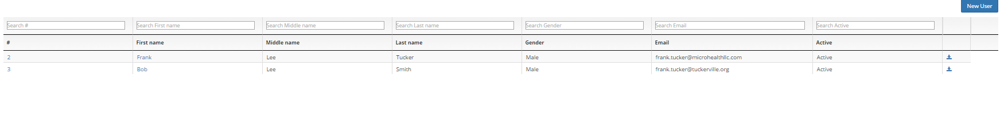 New User
Search # Search First name Search Middle name Search Last name Search Gender Search Email Search Active
# First name Middle name Last name Gender Email Active
2 Frank Lee Tucker Male frank.tucker@microhealthllc.com Active
3 Bob Lee Smith Male frank.tucker@tuckerville.org Active